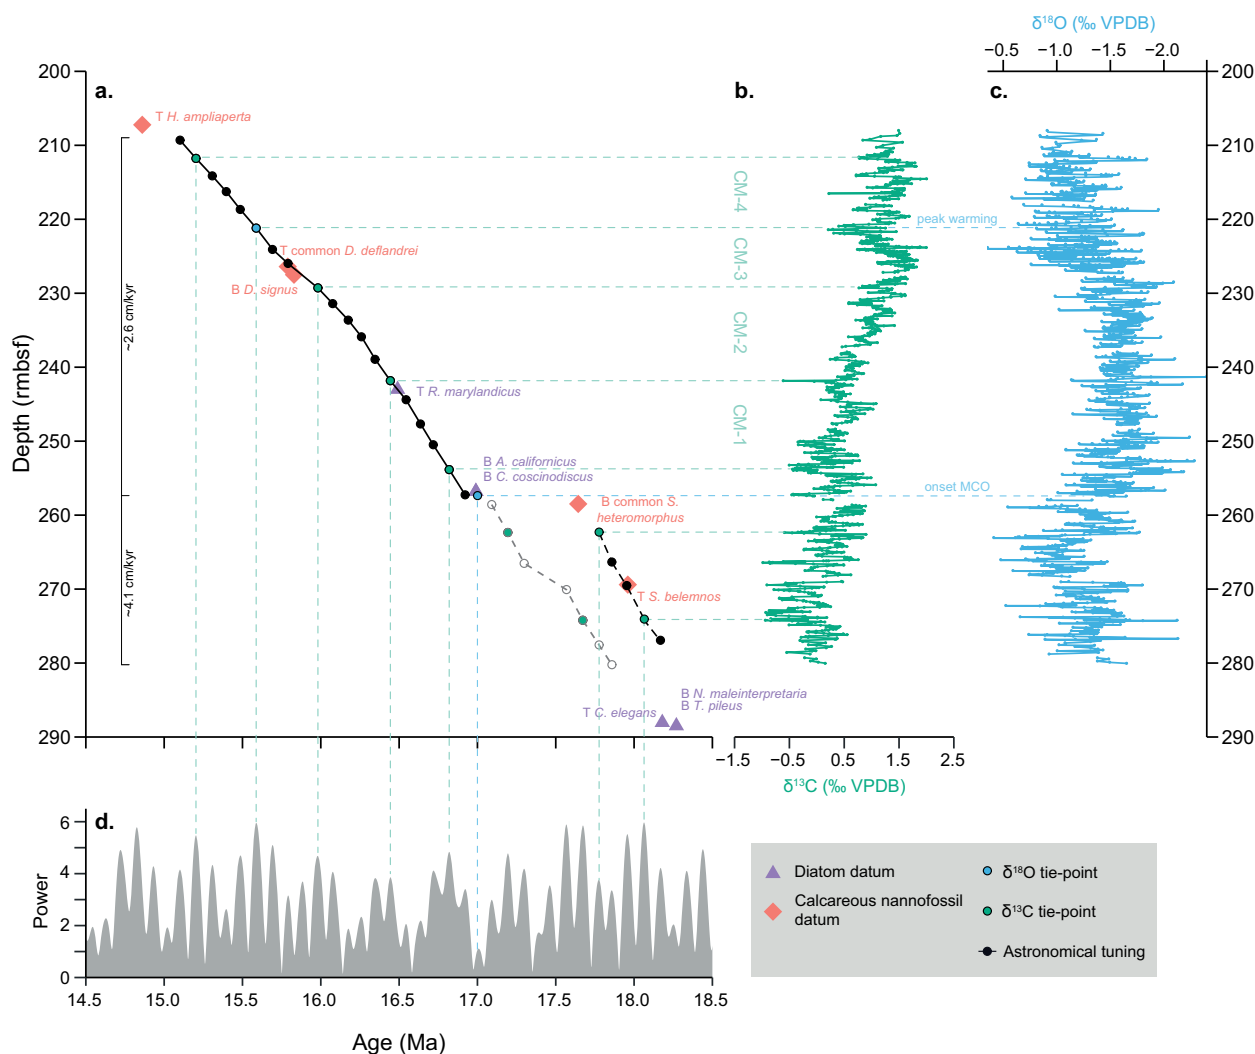 δ18O (‰ VPDB)
−0.5 −1.0 −1.5 −2.0
200 200
a. b. c.
T H. ampliaperta
210 210
CM-4
220 220
peak warming
T common D. deflandrei
CM-3
B D. signus
230 230
~2.6 cm/kyr
CM-2
Depth (rmbsf)
240 240
T R. marylandicus
CM-1
250 250
B A. californicus
B C. coscinodiscus
onset MCO
B common S.
heteromorphus
260 260
~4.1 cm/kyr
270 270
T S. belemnos
280 280
B N. maleinterpretaria
T C. elegans
B T. pileus
290 290
−1.5 −0.5 0.5 1.5 2.5
δ13C (‰ VPDB)
d.
6
4
2
0
Power
14.5 15.0 15.5 16.0 16.5 17.0 17.5 18.0 18.5
Age (Ma)
Diatom datum
Calcareous nannofossil
datum
δ18O tie-point
δ13C tie-point
Astronomical tuning